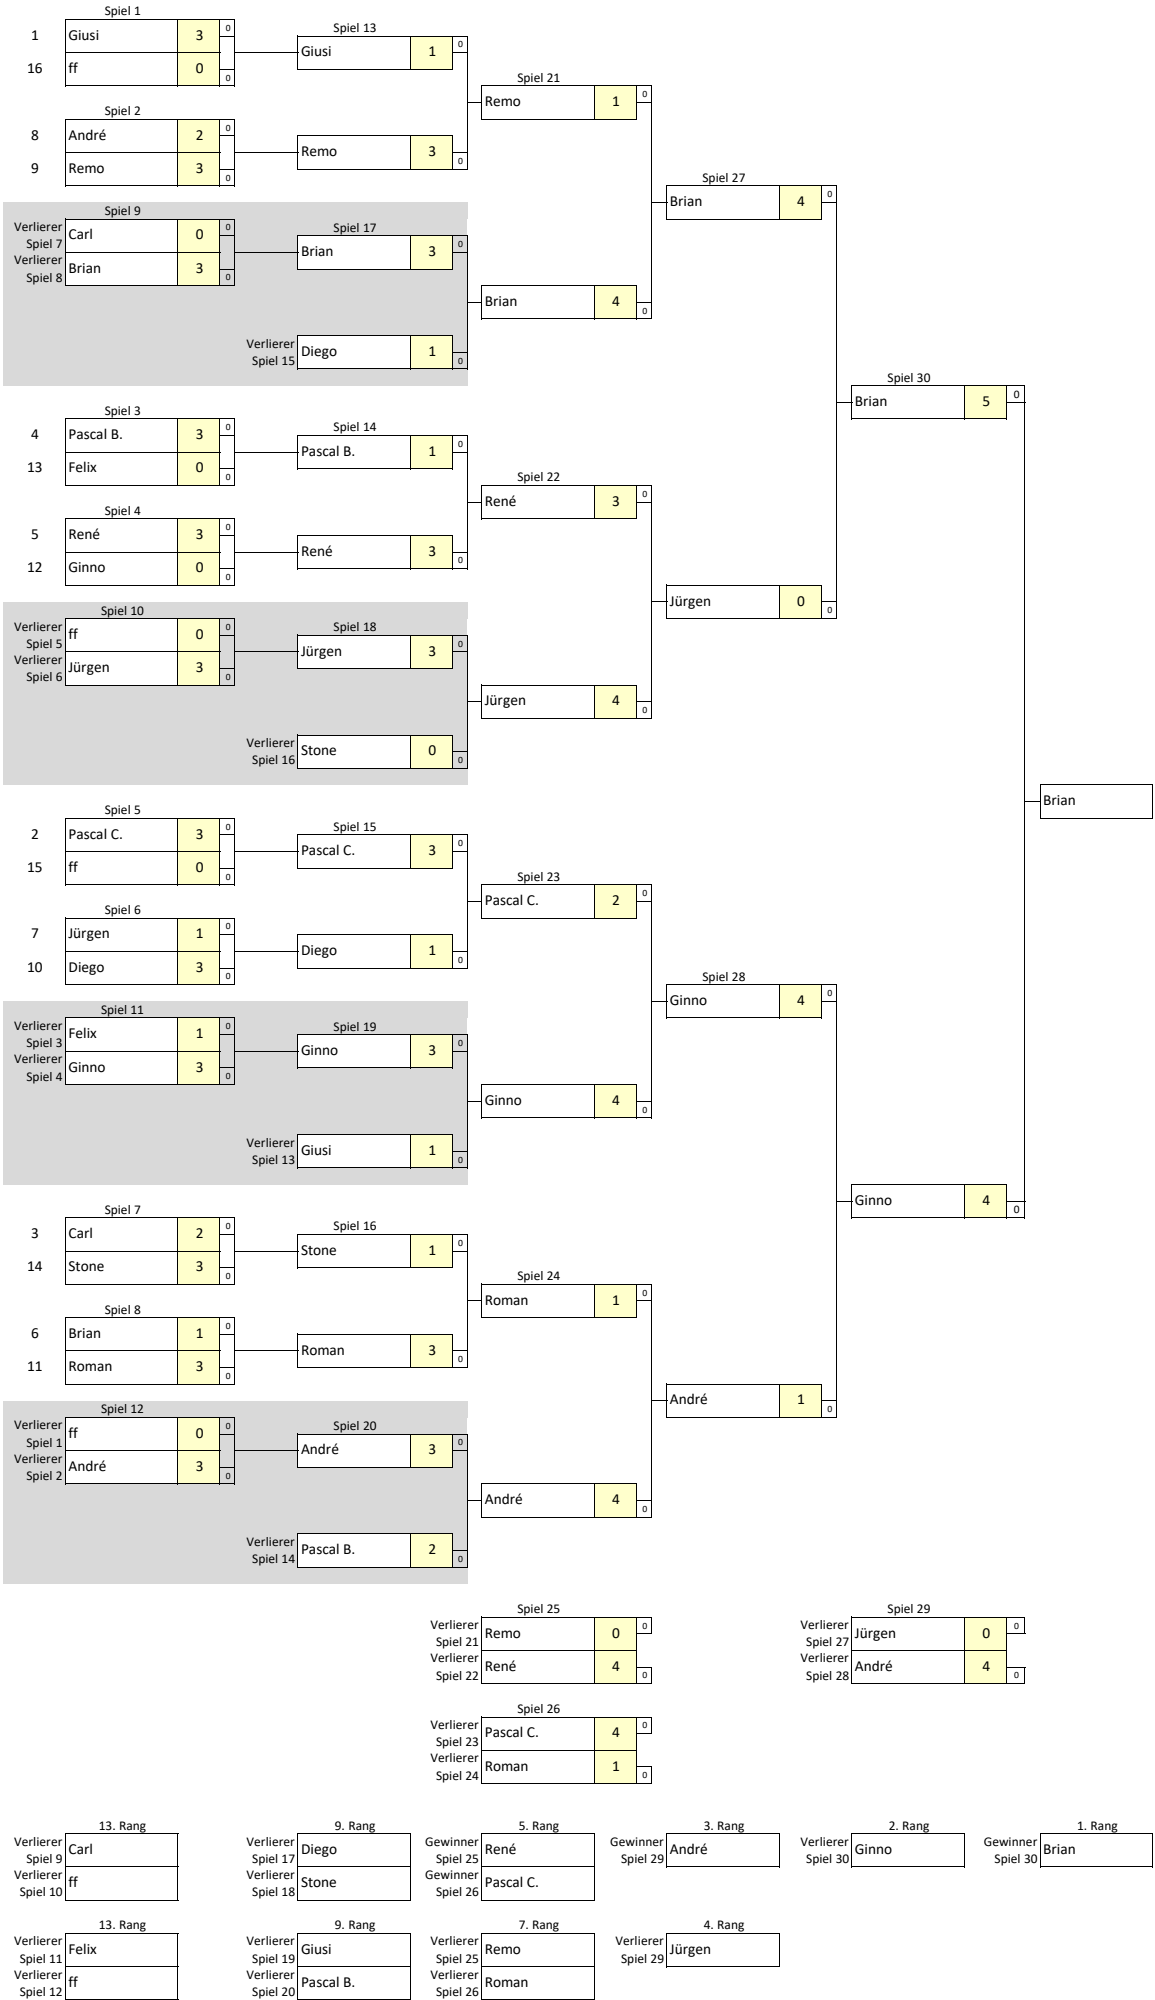 Spiel 1
1 Giusi 3 0
16 ff 0 0
Spiel 13
Giusi 1 0
Remo 3 0
Spiel 2
8 André 2 0
9 Remo 3 0
Spiel 21
Remo 1 0
Brian 4 0
Spiel 27
Brian 4 0
Jürgen 0 0
Spiel 9
Verlierer Spiel 7 Carl 0 0
Verlierer Spiel 8 Brian 3 0
Spiel 17
Brian 3 0
Verlierer Spiel 15 Diego 1 0
Spiel 30
Brian 5 0
Ginno 4 0
Spiel 3
4 Pascal B. 3 0
13 Felix 0 0
Spiel 14
Pascal B. 1 0
René 3 0
Spiel 4
5 René 3 0
12 Ginno 0 0
Spiel 22
René 3 0
Jürgen 4 0
Spiel 10
Verlierer Spiel 5 ff 0 0
Verlierer Spiel 6 Jürgen 3 0
Spiel 18
Jürgen 3 0
Verlierer Spiel 16 Stone 0 0
Brian
Spiel 5
2 Pascal C. 3 0
15 ff 0 0
Spiel 15
Pascal C. 3 0
Diego 1 0
Spiel 6
7 Jürgen 1 0
10 Diego 3 0
Spiel 23
Pascal C. 2 0
Ginno 4 0
Spiel 28
Ginno 4 0
André 1 0
Spiel 11
Verlierer Spiel 3 Felix 1 0
Verlierer Spiel 4 Ginno 3 0
Spiel 19
Ginno 3 0
Verlierer Spiel 13 Giusi 1 0
Spiel 7
3 Carl 2 0
14 Stone 3 0
Spiel 16
Stone 1 0
Roman 3 0
Spiel 8
6 Brian 1 0
11 Roman 3 0
Spiel 24
Roman 1 0
André 4 0
Spiel 12
Verlierer Spiel 1 ff 0 0
Verlierer Spiel 2 André 3 0
Spiel 20
André 3 0
Verlierer Spiel 14 Pascal B. 2 0
Spiel 25
Verlierer Spiel 21 Remo 0 0
Verlierer Spiel 22 René 4 0
Spiel 29
Verlierer Spiel 27 Jürgen 0 0
Verlierer Spiel 28 André 4 0
Spiel 26
Verlierer Spiel 23 Pascal C. 4 0
Verlierer Spiel 24 Roman 1 0
13. Rang
Verlierer Spiel 9 Carl
Verlierer Spiel 10 ff
9. Rang
Verlierer Spiel 17 Diego
Verlierer Spiel 18 Stone
5. Rang
Gewinner Spiel 25 René
Gewinner Spiel 26 Pascal C.
3. Rang
Gewinner Spiel 29 André
2. Rang
Verlierer Spiel 30 Ginno
1. Rang
Gewinner Spiel 30 Brian
13. Rang
Verlierer Spiel 11 Felix
Verlierer Spiel 12 ff
9. Rang
Verlierer Spiel 19 Giusi
Verlierer Spiel 20 Pascal B.
7. Rang
Verlierer Spiel 25 Remo
Verlierer Spiel 26 Roman
4. Rang
Verlierer Spiel 29 Jürgen